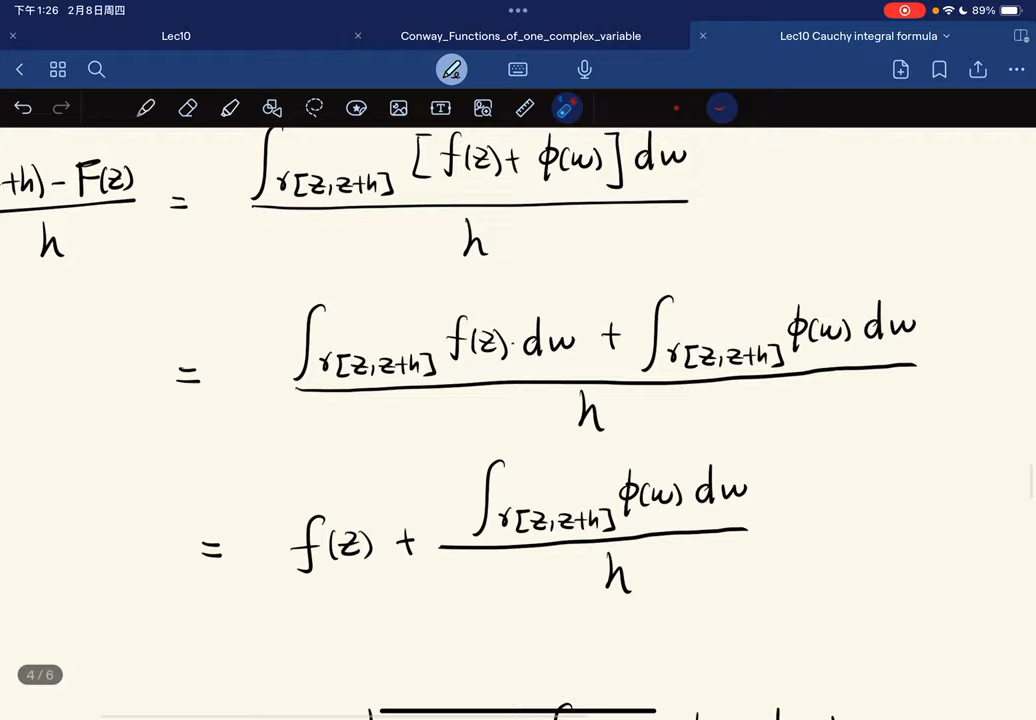 下午1:26 2月8日周四
89%
Lec10
Conway_Functions_of_one_complex_variable
Lec10 Cauchy integral formula
+h) - F(z) / h = ∫_{γ[z,z+h]} [f(z) + φ(w)] dw / h
= ∫_{γ[z,z+h]} f(z)·dw + ∫_{γ[z,z+h]} φ(w) dw / h
= f(z) + ∫_{γ[z,z+h]} φ(w) dw / h
4 / 6